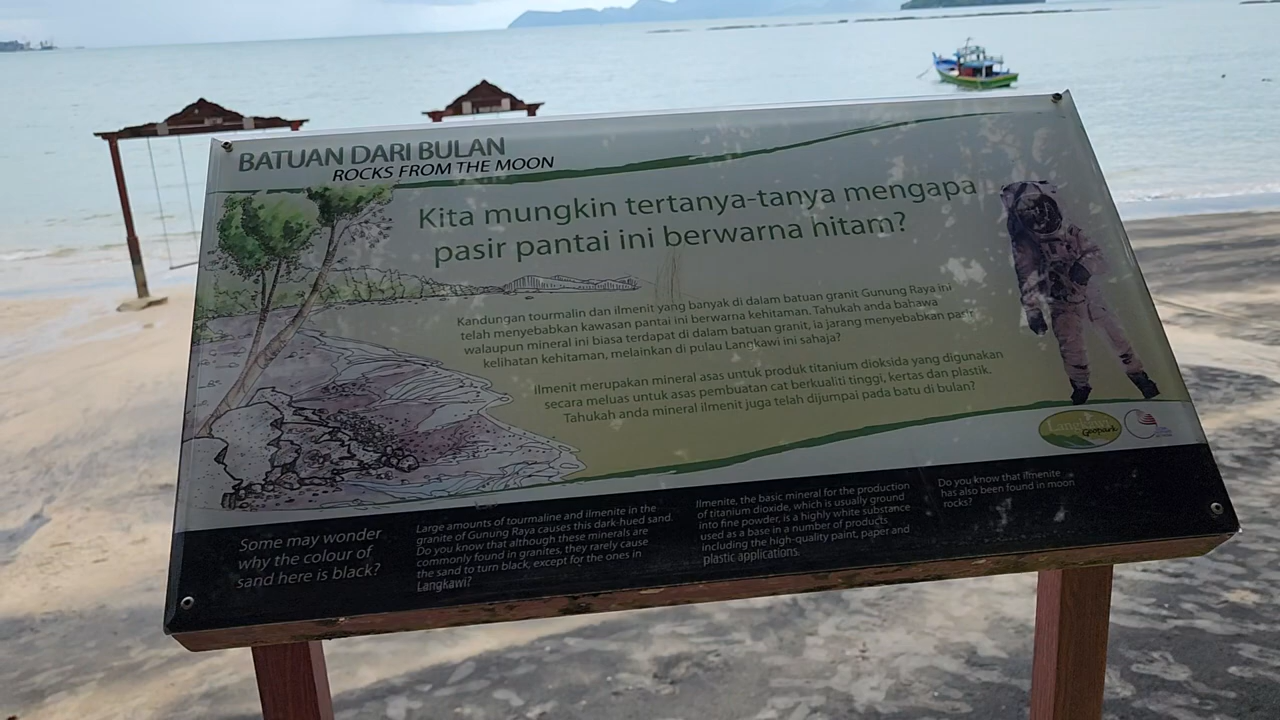 BATUAN DARI BULAN
ROCKS FROM THE MOON
Kita mungkin tertanya-tanya mengapa
pasir pantai ini berwarna hitam?
Kandungan tourmalin dan ilmenit yang banyak di dalam batuan granit Gunung Raya ini
telah menyebabkan kawasan pantai ini berwarna kehitaman. Tahukah anda bahawa
walaupun mineral ini biasa terdapat di dalam batuan granit, ia jarang menyebabkan pasir
kelihatan kehitaman, melainkan di pulau Langkawi ini sahaja?
Ilmenit merupakan mineral asas untuk produk titanium dioksida yang digunakan
secara meluas untuk asas pembuatan cat berkualiti tinggi, kertas dan plastik.
Tahukah anda mineral ilmenit juga telah dijumpai pada batu di bulan?
Langkawi
Geopark
Some may wonder
why the colour of
sand here is black?
Large amounts of tourmaline and ilmenite in the
granite of Gunung Raya causes this dark-hued sand.
Do you know that although these minerals are
commonly found in granites, they rarely cause
the sand to turn black, except for the ones in
Langkawi?
Ilmenite, the basic mineral for the production
of titanium dioxide, which is usually ground
into fine powder, is a highly white substance
used as a base in a number of products
including the high-quality paint, paper and
plastic applications.
Do you know that ilmenite
has also been found in moon
rocks?